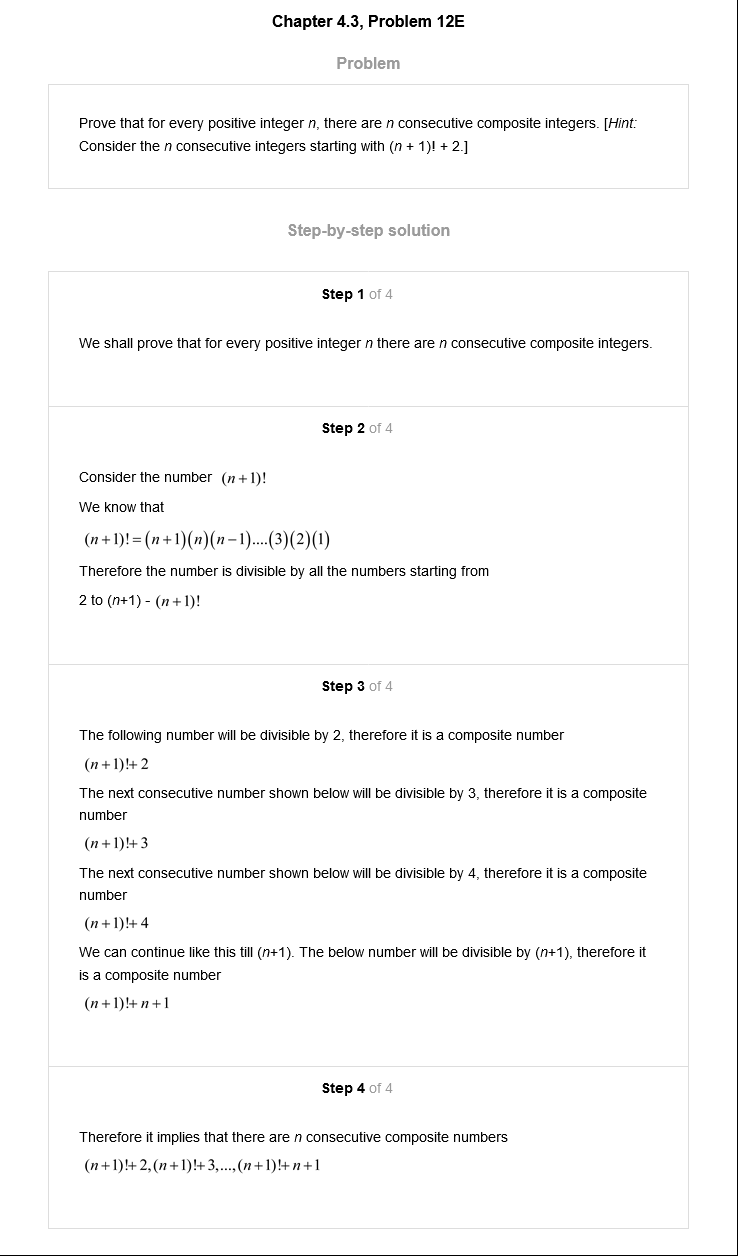 Chapter 4.3, Problem 12E
Problem
Prove that for every positive integer n, there are n consecutive composite integers. [Hint:
Consider the n consecutive integers starting with (n + 1)! + 2.]
Step-by-step solution
Step 1 of 4
We shall prove that for every positive integer n there are n consecutive composite integers.
Step 2 of 4
Consider the number (n+1)!
We know that
(n+1)!=(n+1)(n)(n−1)....(3)(2)(1)
Therefore the number is divisible by all the numbers starting from
2 to (n+1) - (n+1)!
Step 3 of 4
The following number will be divisible by 2, therefore it is a composite number
(n+1)!+2
The next consecutive number shown below will be divisible by 3, therefore it is a composite
number
(n+1)!+3
The next consecutive number shown below will be divisible by 4, therefore it is a composite
number
(n+1)!+4
We can continue like this till (n+1). The below number will be divisible by (n+1), therefore it
is a composite number
(n+1)!+n+1
Step 4 of 4
Therefore it implies that there are n consecutive composite numbers
(n+1)!+2,(n+1)!+3,...,(n+1)!+n+1